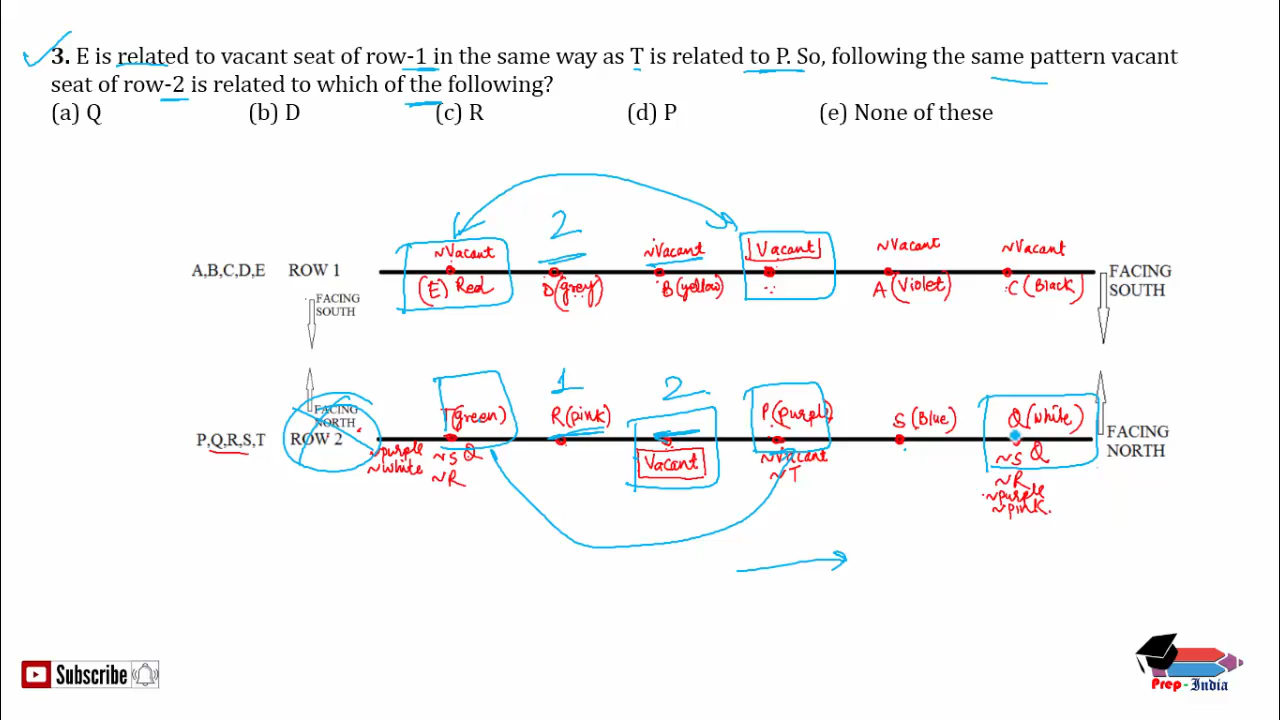 3. E is related to vacant seat of row-1 in the same way as T is related to P. So, following the same pattern vacant
seat of row-2 is related to which of the following?
(a) Q (b) D (c) R (d) P (e) None of these
2
~Vacant ~Vacant Vacant ~Vacant ~Vacant
A,B,C,D,E ROW 1 FACING SOUTH
(E) Red D(grey) B(yellow) A(Violet) C(Black)
FACING
SOUTH
1 2
FACING
NORTH
T(green) R(pink) P(purple) S(Blue) Q(White)
P,Q,R,S,T ROW 2 FACING NORTH
~purple ~S Q Vacant ~Vacant ~S Q
~white ~R ~T ~R
~purple
~pink.
Subscribe
Prep-India